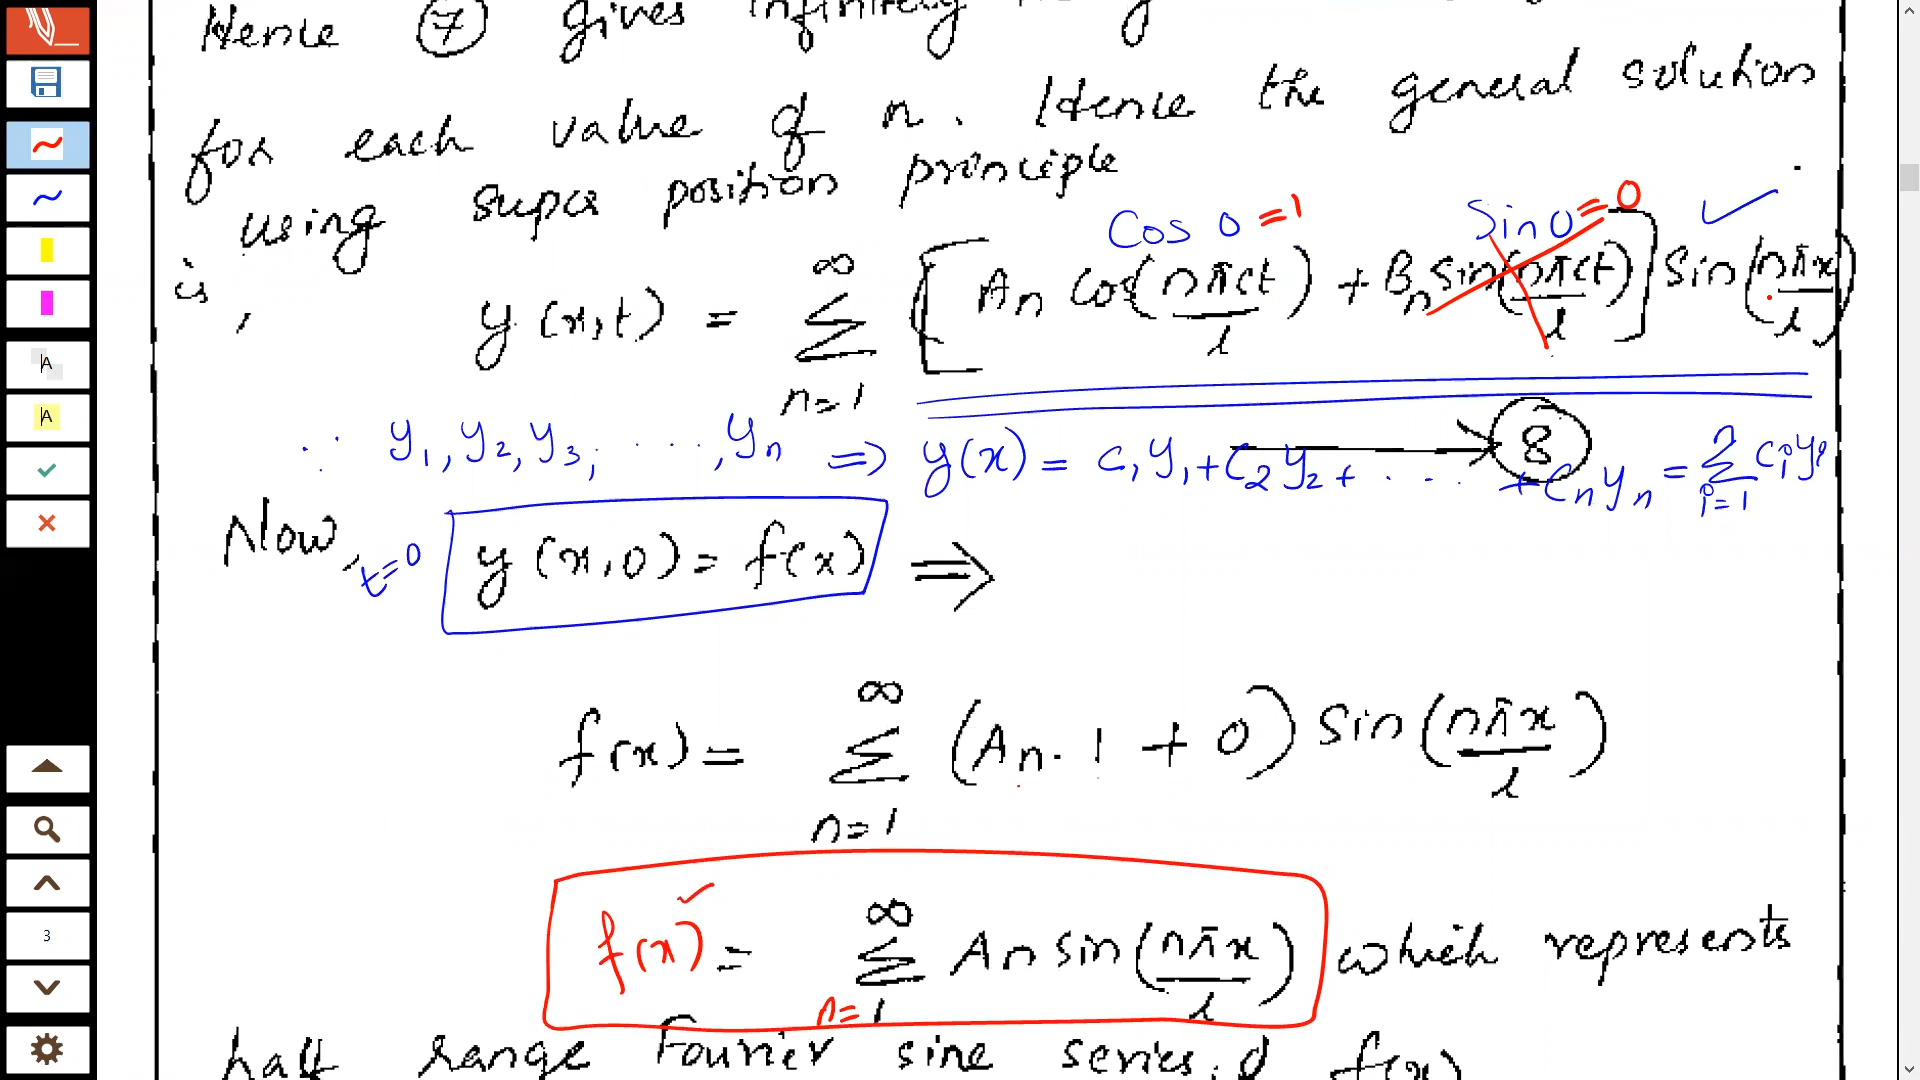 Hence ⑦ gives infinitely
for each value of n. Hence the general solution
using super position principle
is,
Cos 0 = 1 Sin 0 = 0 ✓
y(x,t) = ∞ Σ n=1 [An cos(nπct/l) + Bn sin(nπct/l)] sin(nπx/l)
→ ⑧
∵ y1, y2, y3, ...., yn ⇒ y(x) = c1y1 + c2y2 + .... + cnyn = Σ i=1 ciyi
Now, t=0 y(x,0) = f(x) ⇒
f(x) = ∞ Σ n=1 (An.1 + 0) Sin(nπx/l)
f(x) = ∞ Σ n=1 An sin(nπx/l) which represents
half range Fourier sine series of f(x)
A
A
3